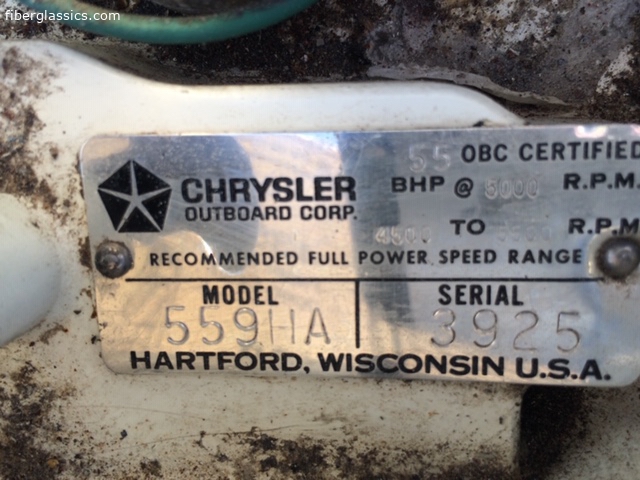 fiberglassics.com
55 OBC CERTIFIED
CHRYSLER
BHP @ 5000 R.P.M.
OUTBOARD CORP.
4500 TO R.P.M
RECOMMENDED FULL POWER SPEED RANGE
MODEL SERIAL
559HA 3925
HARTFORD, WISCONSIN U.S.A.